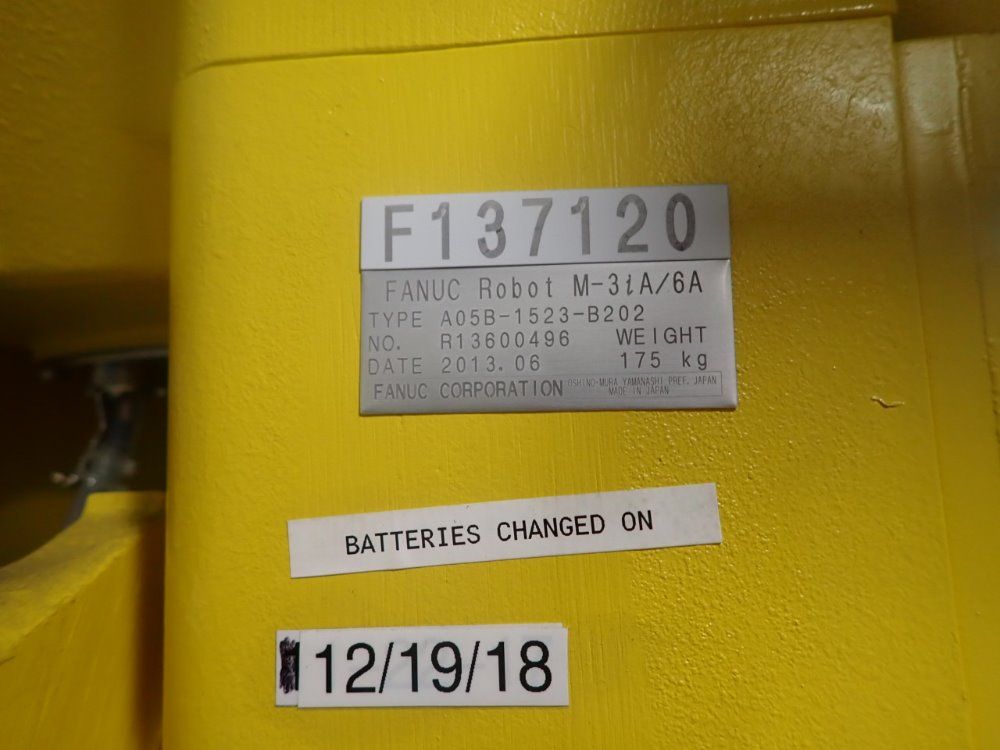 F137120
FANUC Robot M-3iA/6A
TYPE A05B-1523-B202
NO. R13600496 WEIGHT
DATE 2013.06 175 kg
FANUC CORPORATION OSHINO-MURA YAMANASHI PREF. JAPAN
MADE IN JAPAN
BATTERIES CHANGED ON
12/19/18